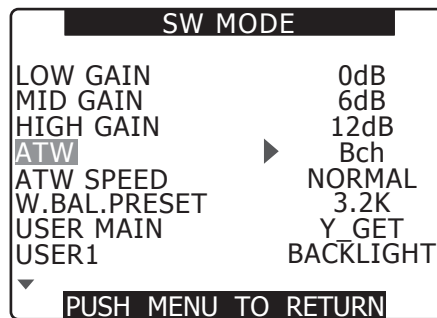 SW MODE
LOW GAIN 0dB
MID GAIN 6dB
HIGH GAIN 12dB
ATW Bch
ATW SPEED NORMAL
W.BAL.PRESET 3.2K
USER MAIN Y_GET
USER1 BACKLIGHT
PUSH MENU TO RETURN